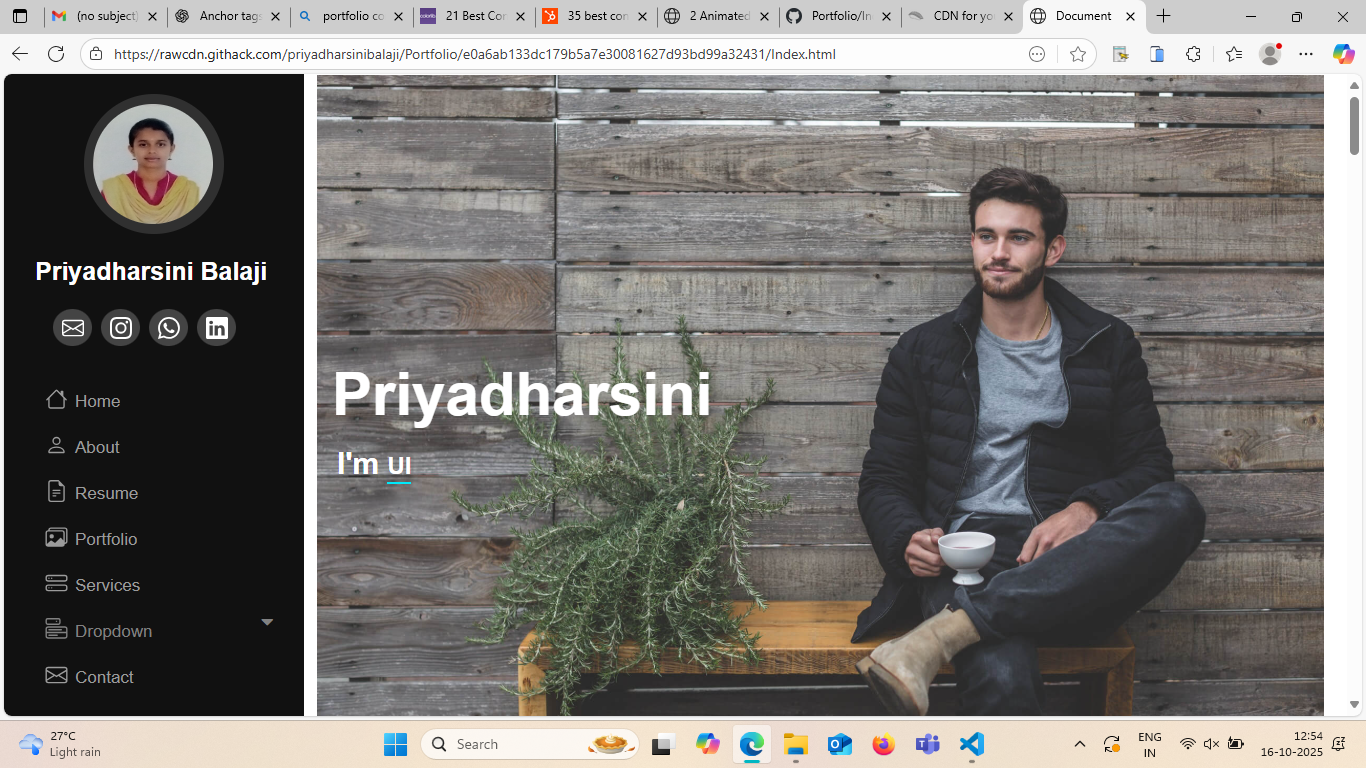 (no subject)
Anchor tags
portfolio co
21 Best Cor
35 best con
2 Animated
Portfolio/In
CDN for yo
Document
https://rawcdn.githack.com/priyadharsinibalaji/Portfolio/e0a6ab133dc179b5a7e30081627d93bd99a32431/Index.html
Priyadharsini Balaji
Home
About
Resume
Portfolio
Services
Dropdown
Contact
Priyadharsini
I'm UI
27°C
Light rain
Search
ENG
IN
12:54
16-10-2025